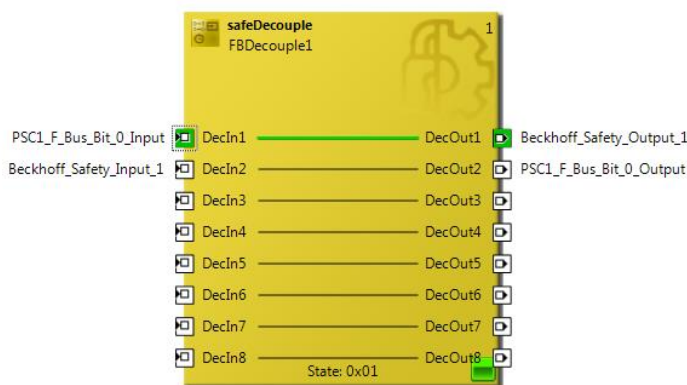 safeDecouple 1
FBDecouple1
PSC1_F_Bus_Bit_0_Input DecIn1 DecOut1 Beckhoff_Safety_Output_1
Beckhoff_Safety_Input_1 DecIn2 DecOut2 PSC1_F_Bus_Bit_0_Output
DecIn3 DecOut3
DecIn4 DecOut4
DecIn5 DecOut5
DecIn6 DecOut6
DecIn7 DecOut7
DecIn8 DecOut8
State: 0x01